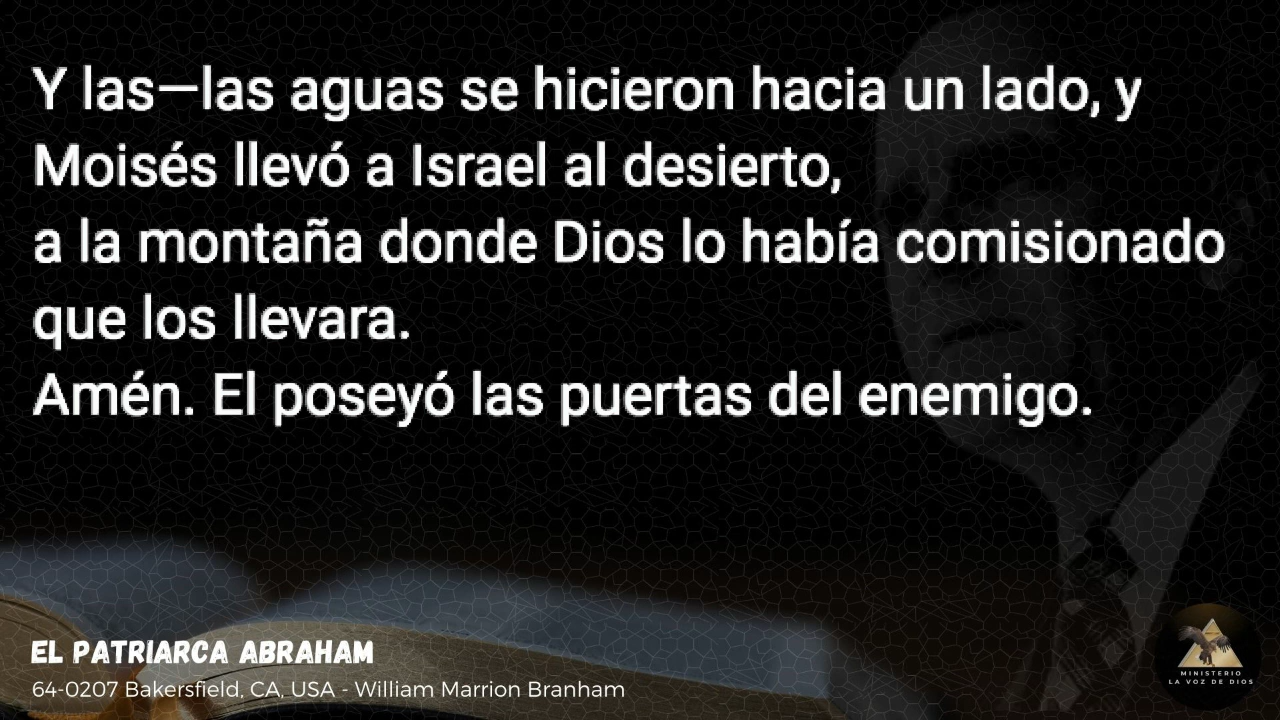 Y las—las aguas se hicieron hacia un lado, y
Moisés llevó a Israel al desierto,
a la montaña donde Dios lo había comisionado
que los llevara.
Amén. El poseyó las puertas del enemigo.
EL PATRIARCA ABRAHAM
64-0207 Bakersfield, CA, USA - William Marrion Branham
MINISTERIO
LA VOZ DE DIOS